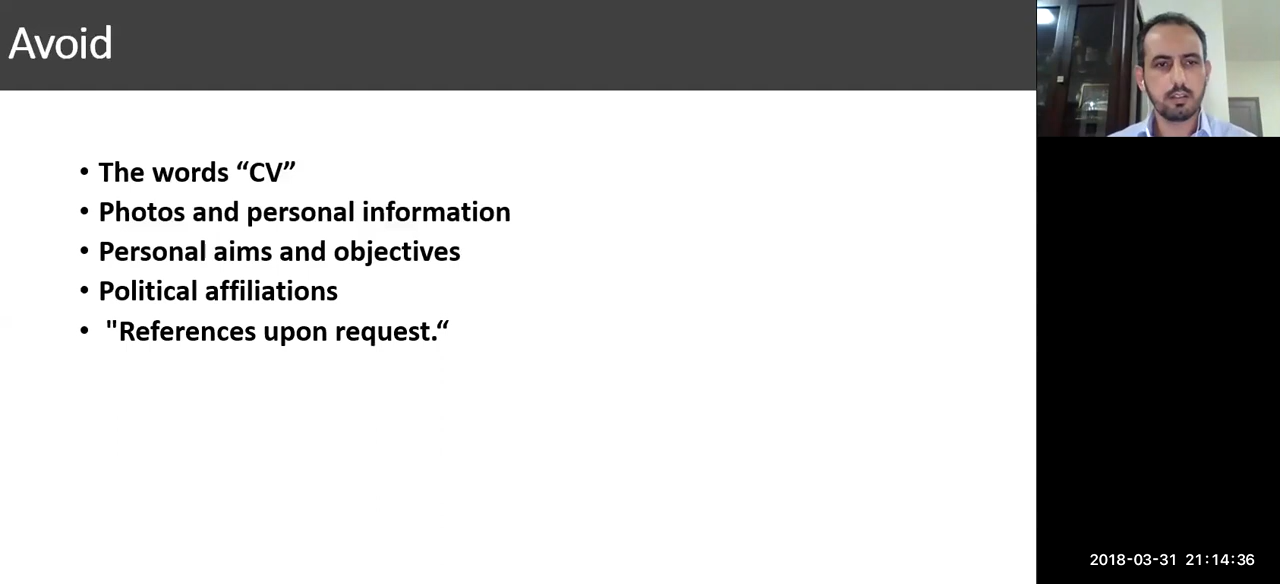 Avoid
• The words “CV”
• Photos and personal information
• Personal aims and objectives
• Political affiliations
• "References upon request.“
2018-03-31 21:14:36